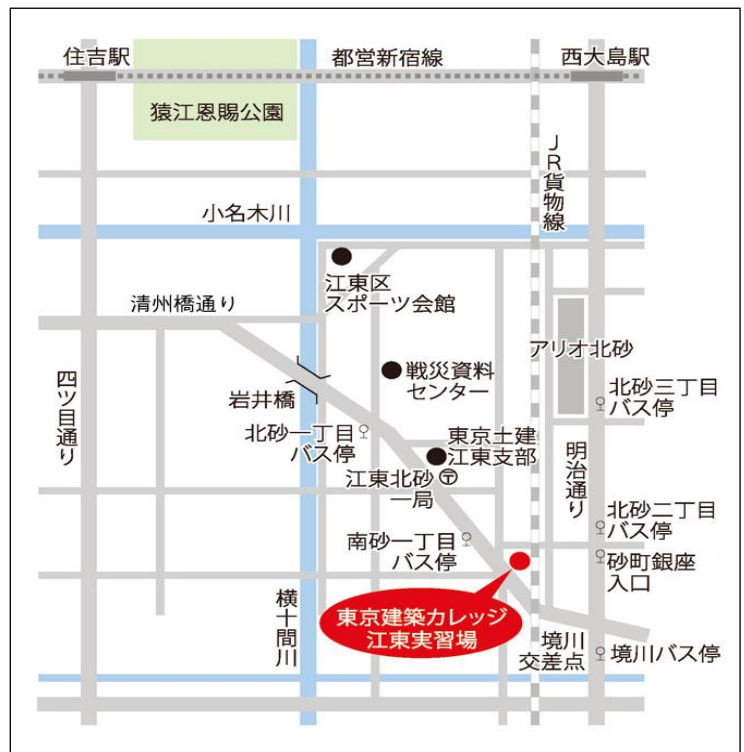 住吉駅
都営新宿線
西大島駅
猿江恩賜公園
JR貨物線
小名木川
江東区
スポーツ会館
清州橋通り
アリオ北砂
戦災資料
センター
四ツ目通り
岩井橋
北砂三丁目
バス停
北砂一丁目
バス停
東京土建
江東支部
明治通り
江東北砂
一局
〒
北砂二丁目
バス停
南砂一丁目
バス停
砂町銀座
入口
東京建築カレッジ
江東実習場
横十間川
境川
交差点
境川バス停